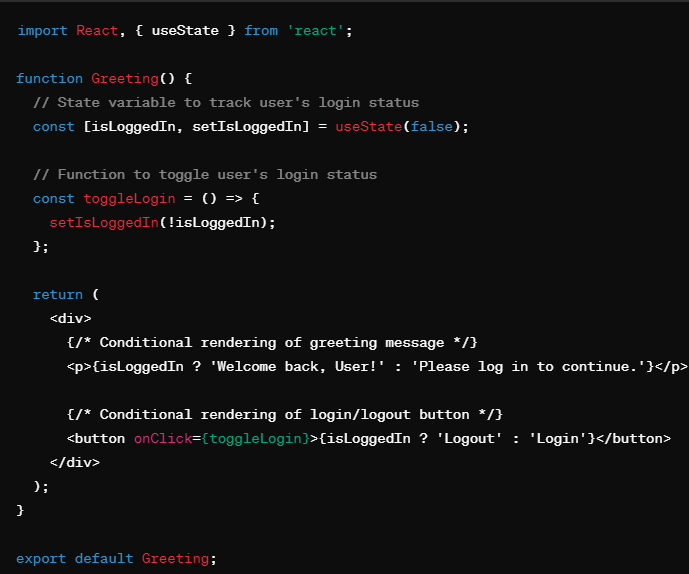 import React, { useState } from 'react';

function Greeting() {
  // State variable to track user's login status
  const [isLoggedIn, setIsLoggedIn] = useState(false);

  // Function to toggle user's login status
  const toggleLogin = () => {
    setIsLoggedIn(!isLoggedIn);
  };

  return (
    <div>
      {/* Conditional rendering of greeting message */}
      <p>{isLoggedIn ? 'Welcome back, User!' : 'Please log in to continue.'}</p>

      {/* Conditional rendering of login/logout button */}
      <button onClick={toggleLogin}>{isLoggedIn ? 'Logout' : 'Login'}</button>
    </div>
  );
}

export default Greeting;